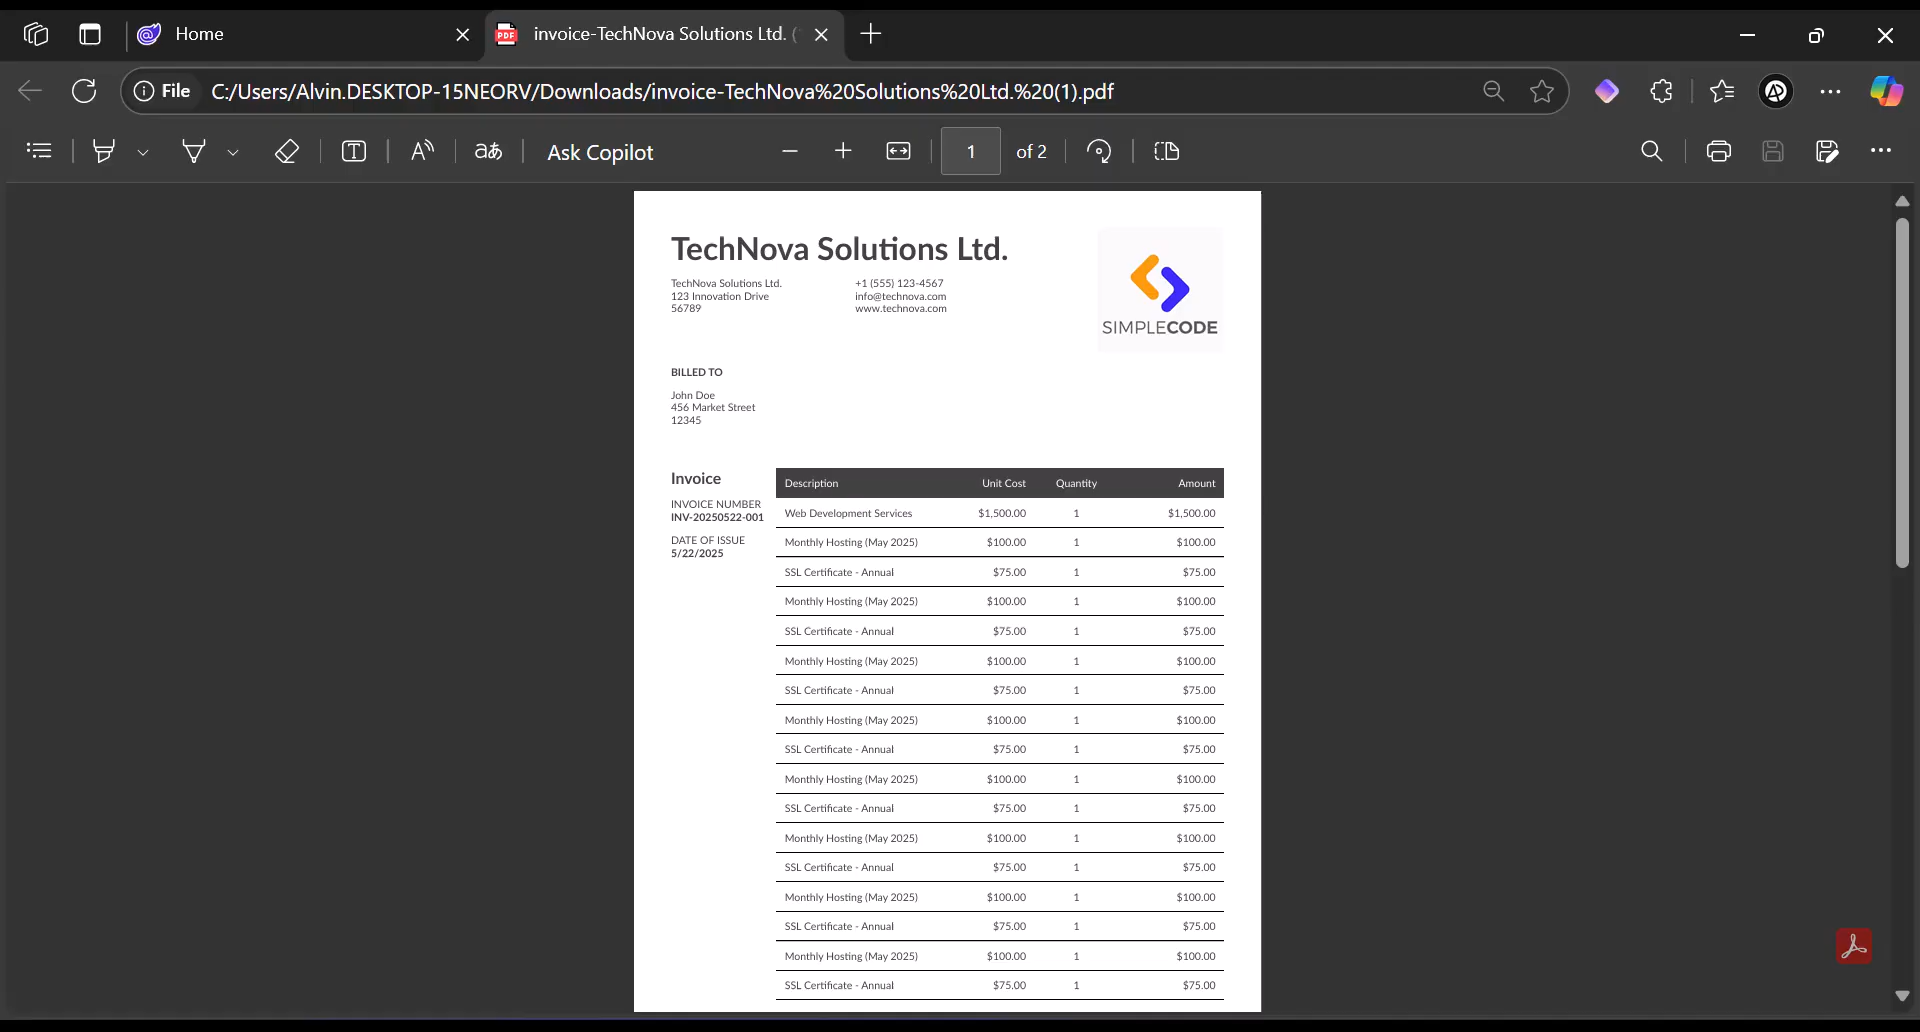 Home
invoice-TechNova Solutions Ltd. (
File
C:/Users/Alvin.DESKTOP-15NEORV/Downloads/invoice-TechNova%20Solutions%20Ltd.%20(1).pdf
Ask Copilot
1 of 2
TechNova Solutions Ltd.
TechNova Solutions Ltd. +1 (555) 123-4567
123 Innovation Drive info@technova.com
56789 www.technova.com
SIMPLECODE
BILLED TO
John Doe
456 Market Street
12345
Invoice
INVOICE NUMBER
INV-20250522-001
DATE OF ISSUE
5/22/2025
Description Unit Cost Quantity Amount
Web Development Services $1,500.00 1 $1,500.00
Monthly Hosting (May 2025) $100.00 1 $100.00
SSL Certificate - Annual $75.00 1 $75.00
Monthly Hosting (May 2025) $100.00 1 $100.00
SSL Certificate - Annual $75.00 1 $75.00
Monthly Hosting (May 2025) $100.00 1 $100.00
SSL Certificate - Annual $75.00 1 $75.00
Monthly Hosting (May 2025) $100.00 1 $100.00
SSL Certificate - Annual $75.00 1 $75.00
Monthly Hosting (May 2025) $100.00 1 $100.00
SSL Certificate - Annual $75.00 1 $75.00
Monthly Hosting (May 2025) $100.00 1 $100.00
SSL Certificate - Annual $75.00 1 $75.00
Monthly Hosting (May 2025) $100.00 1 $100.00
SSL Certificate - Annual $75.00 1 $75.00
Monthly Hosting (May 2025) $100.00 1 $100.00
SSL Certificate - Annual $75.00 1 $75.00